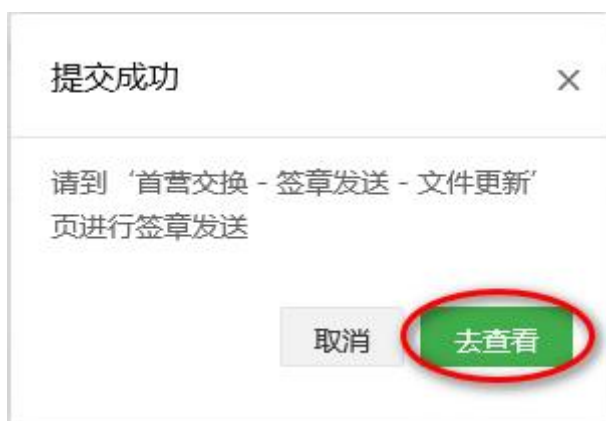 提交成功
请到‘首营交换 - 签章发送 - 文件更新’
页进行签章发送
取消
去查看